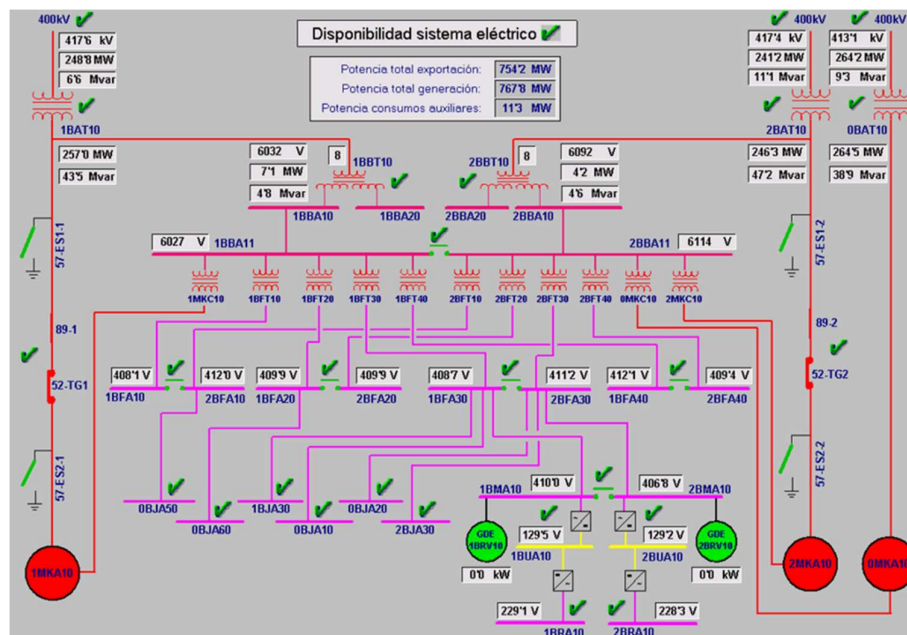 400kV
400kV
400kV
Disponibilidad sistema eléctrico
417'6 kV
248'8 MW
6'6 Mvar
Potencia total exportación: 754'2 MW
Potencia total generación: 767'8 MW
Potencia consumos auxiliares: 11'3 MW
417'4 kV
241'2 MW
11'1 Mvar
413'1 kV
264'2 MW
9'3 Mvar
1BAT10
2BAT10
0BAT10
257'0 MW
43'5 Mvar
6032 V
7'1 MW
4'8 Mvar
8
1BBT10
2BBT10
8
6092 V
4'2 MW
4'6 Mvar
246'3 MW
47'2 Mvar
264'5 MW
38'9 Mvar
1BBA10
1BBA20
2BBA20
2BBA10
57-ES1-1
57-ES1-2
6027 V
1BBA11
2BBA11
6114 V
1MKC10
1BFT10
1BFT20
1BFT30
1BFT40
2BFT10
2BFT20
2BFT30
2BFT40
0MKC10
2MKC10
89-1
89-2
52-TG1
52-TG2
408'1 V
412'0 V
409'9 V
409'9 V
408'7 V
411'2 V
412'1 V
409'4 V
1BFA10
2BFA10
1BFA20
2BFA20
1BFA30
2BFA30
1BFA40
2BFA40
57-ES2-1
57-ES2-2
0BJA50
0BJA60
1BJA30
0BJA10
0BJA20
2BJA30
1BMA10
410'0 V
406'8 V
2BMA10
GDE
1BRV10
0'0 kW
129'5 V
1BUA10
129'2 V
2BUA10
GDE
2BRV10
0'0 kW
1MKA10
2MKA10
0MKA10
229'1 V
1BRA10
228'3 V
2BRA10